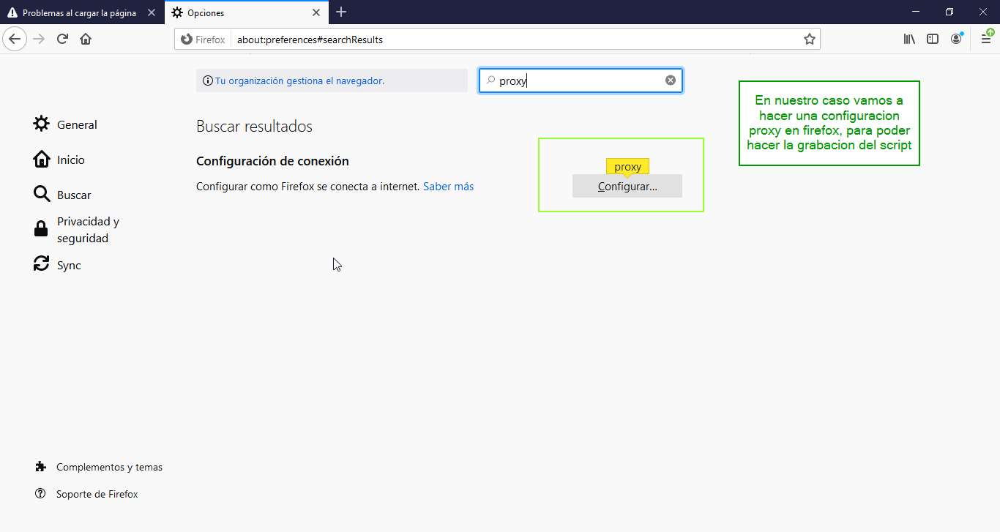 Problemas al cargar la página
Opciones
Firefox
about:preferences#searchResults
Tu organización gestiona el navegador.
proxy
En nuestro caso vamos a
hacer una configuracion
proxy en firefox, para poder
hacer la grabacion del script
General
Inicio
Buscar
Privacidad y
seguridad
Sync
Buscar resultados
Configuración de conexión
Configurar como Firefox se conecta a internet. Saber más
proxy
Configurar...
Complementos y temas
Soporte de Firefox